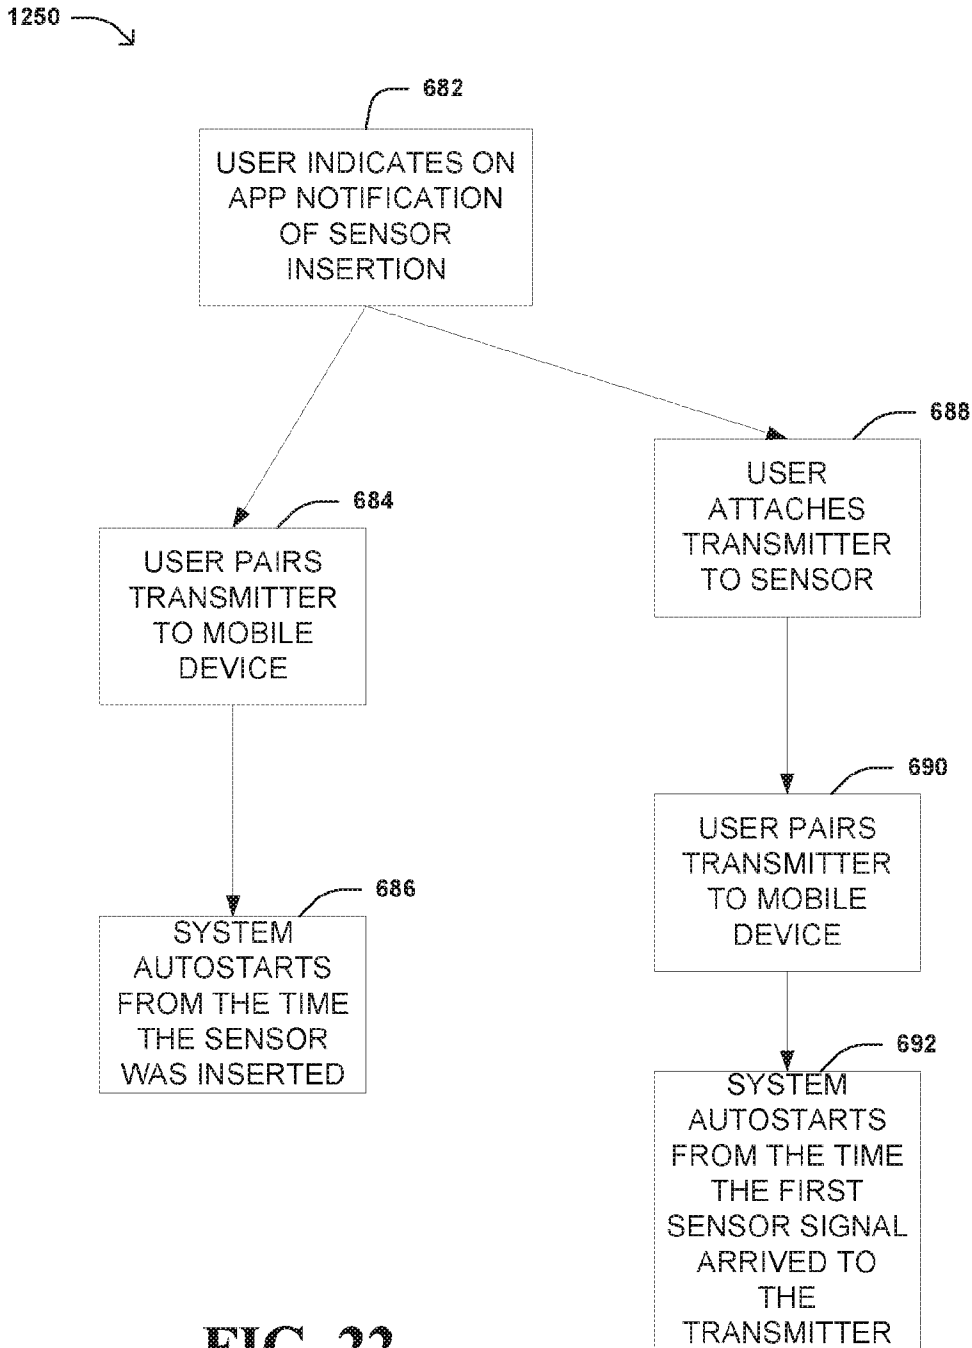 1250
682
USER INDICATES ON
APP NOTIFICATION
OF SENSOR
INSERTION
684
USER PAIRS
TRANSMITTER
TO MOBILE
DEVICE
686
SYSTEM
AUTOSTARTS
FROM THE TIME
THE SENSOR
WAS INSERTED
688
USER
ATTACHES
TRANSMITTER
TO SENSOR
690
USER PAIRS
TRANSMITTER
TO MOBILE
DEVICE
692
SYSTEM
AUTOSTARTS
FROM THE TIME
THE FIRST
SENSOR SIGNAL
ARRIVED TO
THE
TRANSMITTER
FIG.